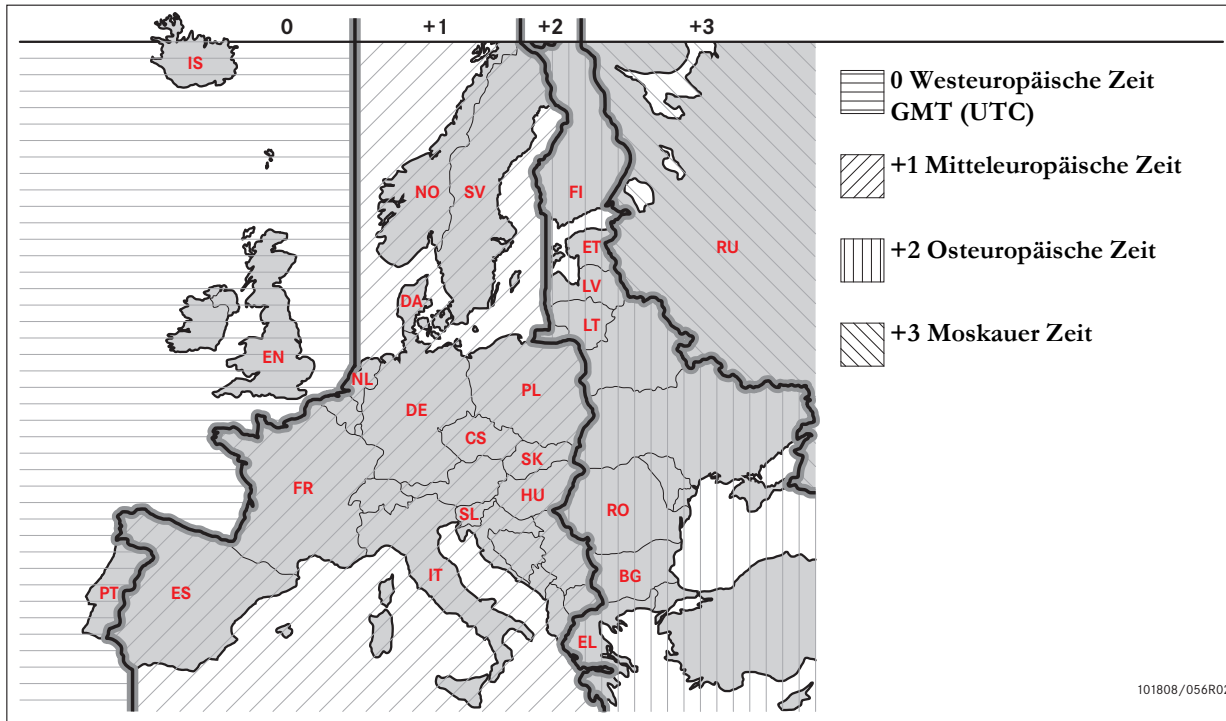 0 +1 +2 +3
IS
0 Westeuropäische Zeit
GMT (UTC)
+1 Mitteleuropäische Zeit
NO SV FI
+2 Osteuropäische Zeit
ET RU
LV
DA
LT
+3 Moskauer Zeit
EN
NL
DE PL
CS
SK
FR HU
SL RO
IT BG
PT ES
EL
101808/056R02